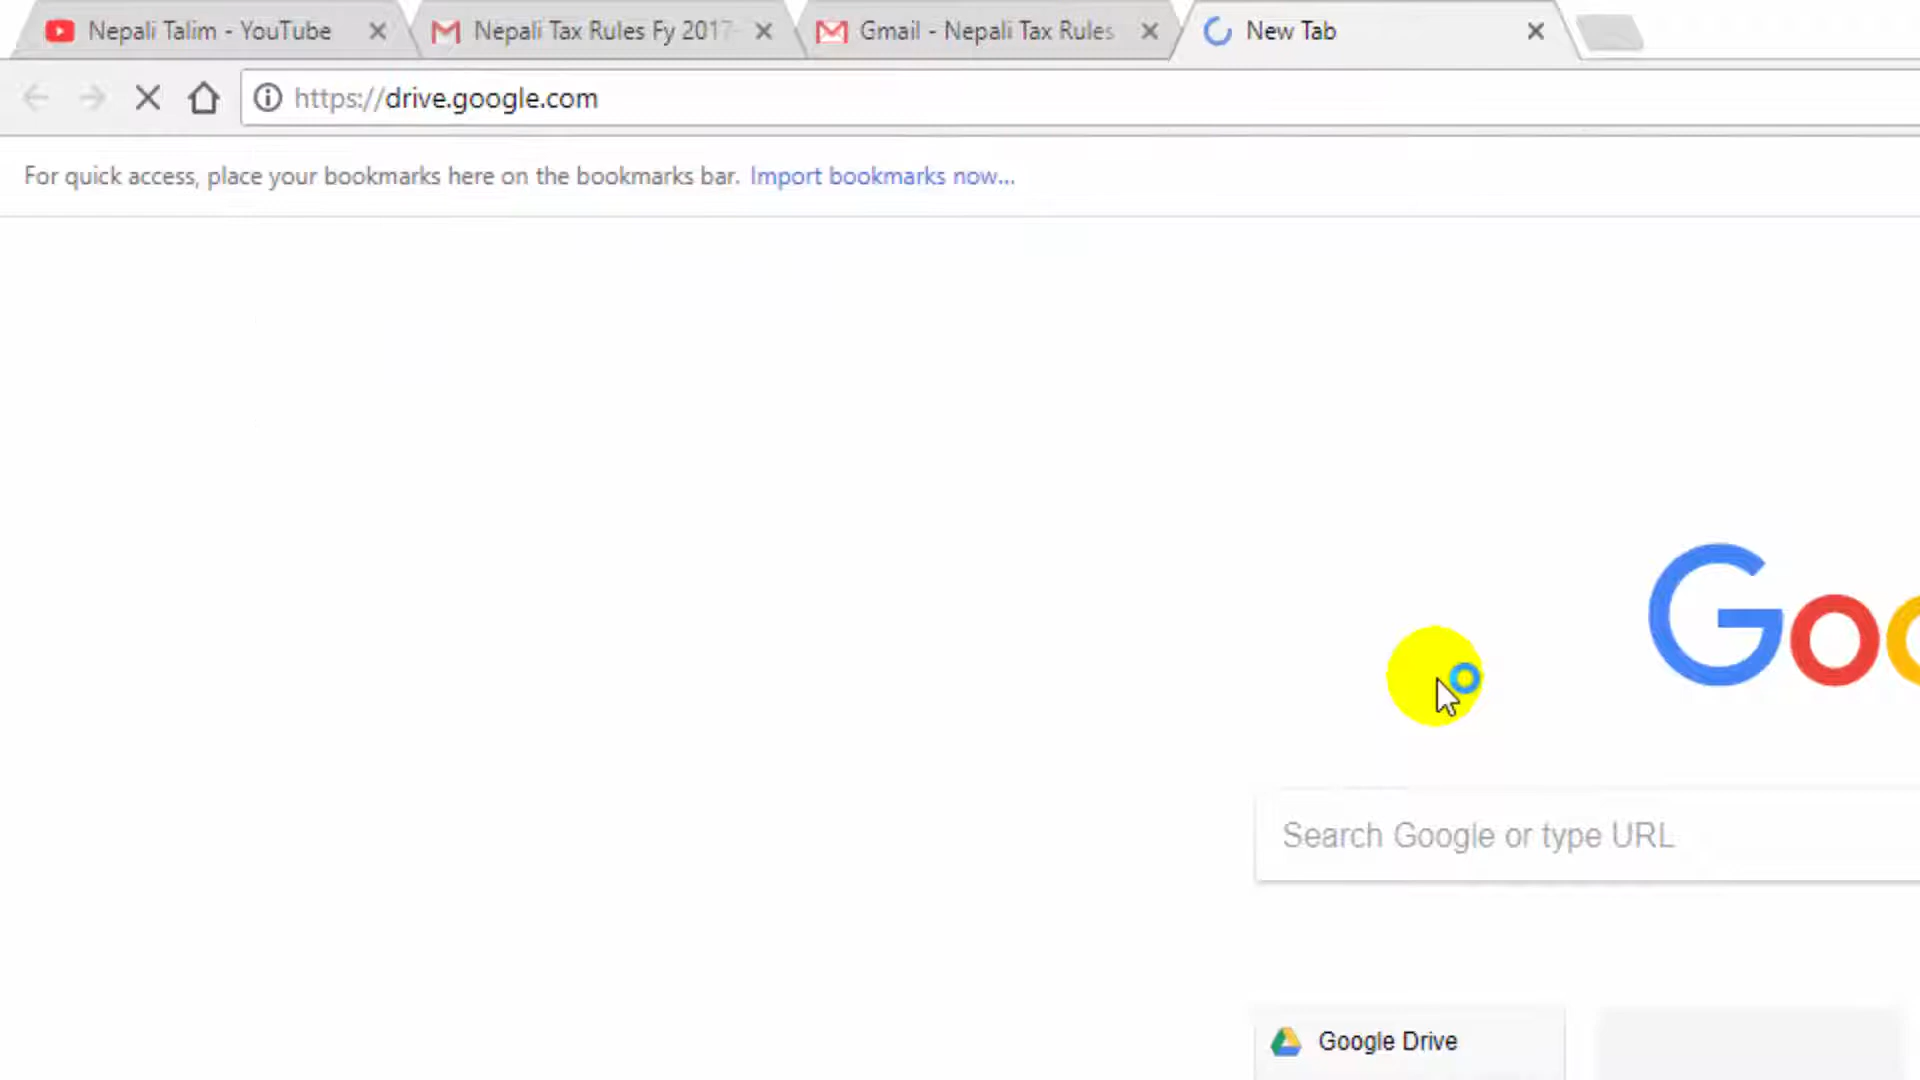 Nepali Talim - YouTube
Nepali Tax Rules Fy 2017-
Gmail - Nepali Tax Rules
New Tab
https://drive.google.com
For quick access, place your bookmarks here on the bookmarks bar. Import bookmarks now...
Goo
Search Google or type URL
Google Drive